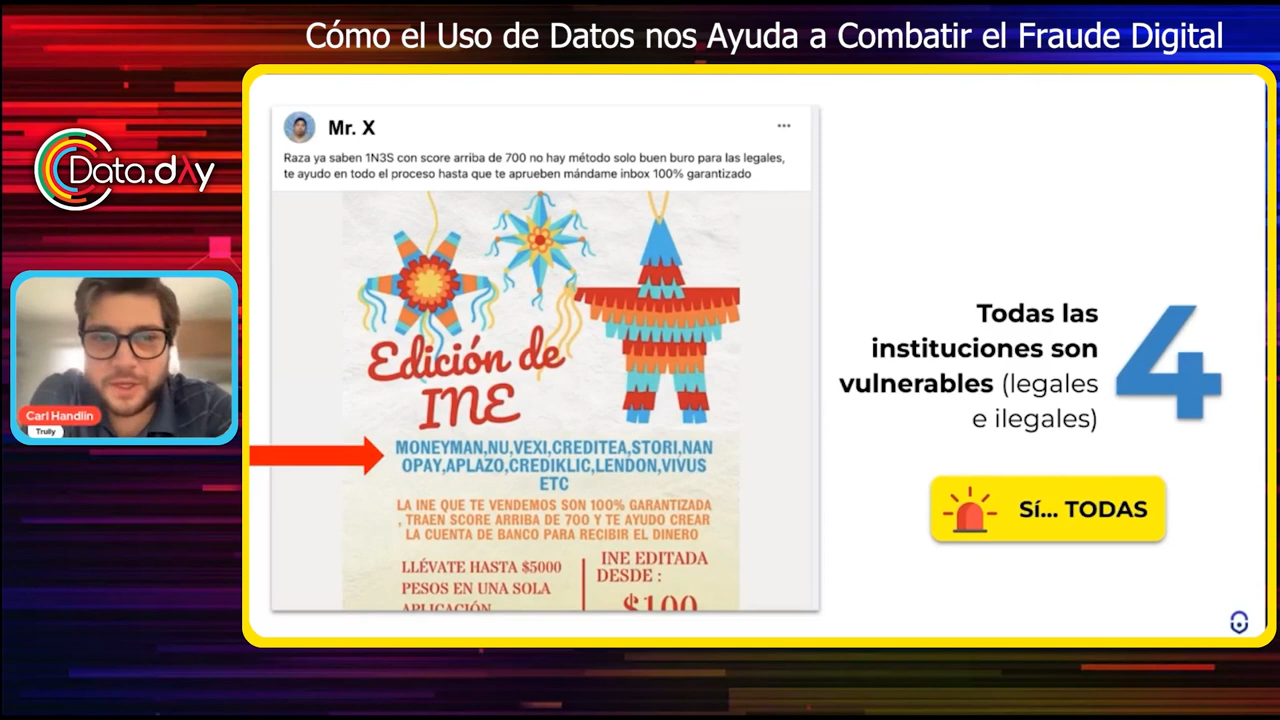 Cómo el Uso de Datos nos Ayuda a Combatir el Fraude Digital
Data.dAy
Carl Handlin
Trully
Mr. X
Raza ya saben 1N3S con score arriba de 700 no hay método solo buen buro para las legales,
te ayudo en todo el proceso hasta que te aprueben mándame inbox 100% garantizado
Edición de
INE
MONEYMAN,NU,VEXI,CREDITEA,STORI,NAN
OPAY,APLAZO,CREDIKLIC,LENDON,VIVUS
ETC
LA INE QUE TE VENDEMOS SON 100% GARANTIZADA
, TRAEN SCORE ARRIBA DE 700 Y TE AYUDO CREAR
LA CUENTA DE BANCO PARA RECIBIR EL DINERO
LLÉVATE HASTA $5000
PESOS EN UNA SOLA
APLICACIÓN
INE EDITADA
DESDE :
$100
Todas las
instituciones son
vulnerables (legales
e ilegales)
4
Sí... TODAS